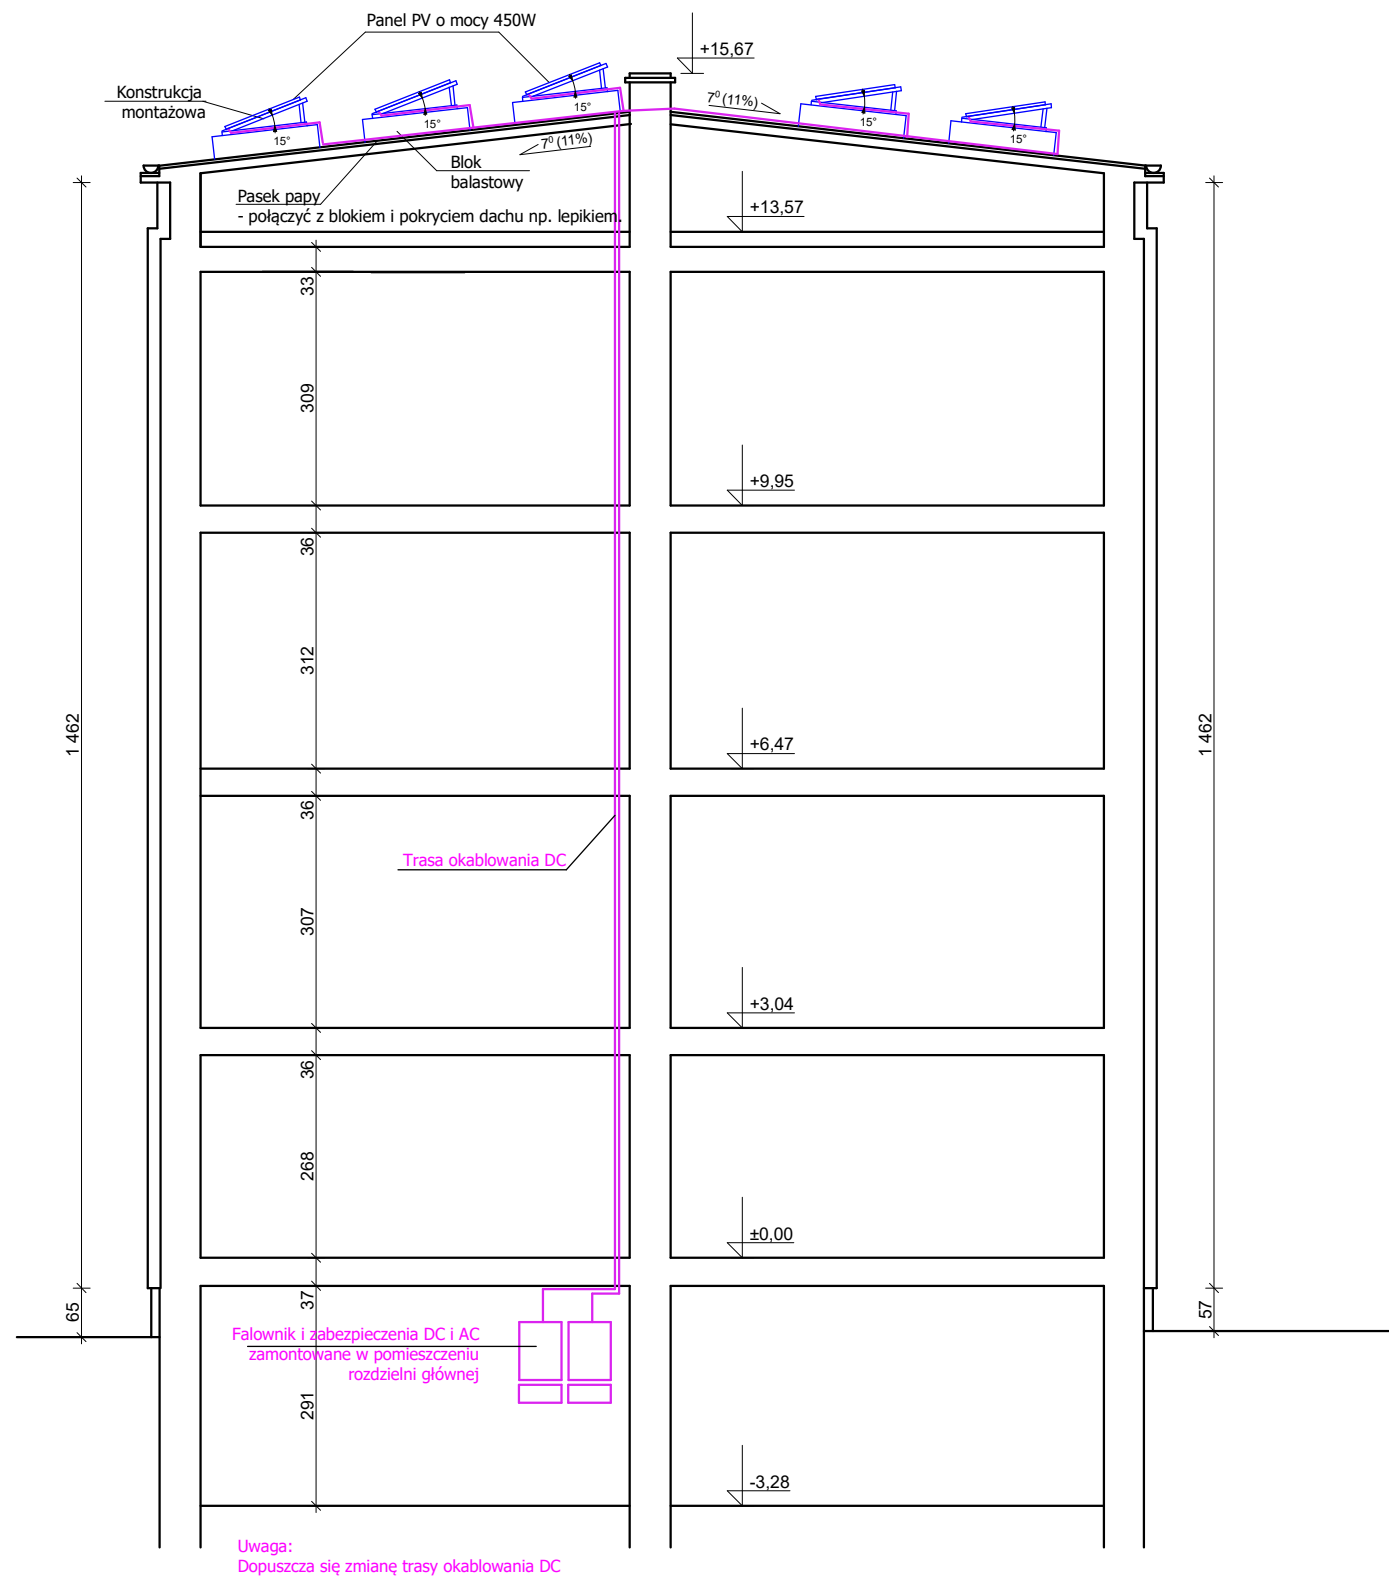 Panel PV o mocy 450W
+15,67
Konstrukcja
montażowa
7⁰ (11%)
15°
15°
15°
15°
15°
7⁰ (11%)
Blok
balastowy
Pasek papy
- połączyć z blokiem i pokryciem dachu np. lepikiem.
+13,57
33
309
+9,95
36
312
1 462
1 462
+6,47
36
Trasa okablowania DC
307
+3,04
36
268
±0,00
37
65
57
Falownik i zabezpieczenia DC i AC
zamontowane w pomieszczeniu
rozdzielni głównej
291
-3,28
Uwaga:
Dopuszcza się zmianę trasy okablowania DC